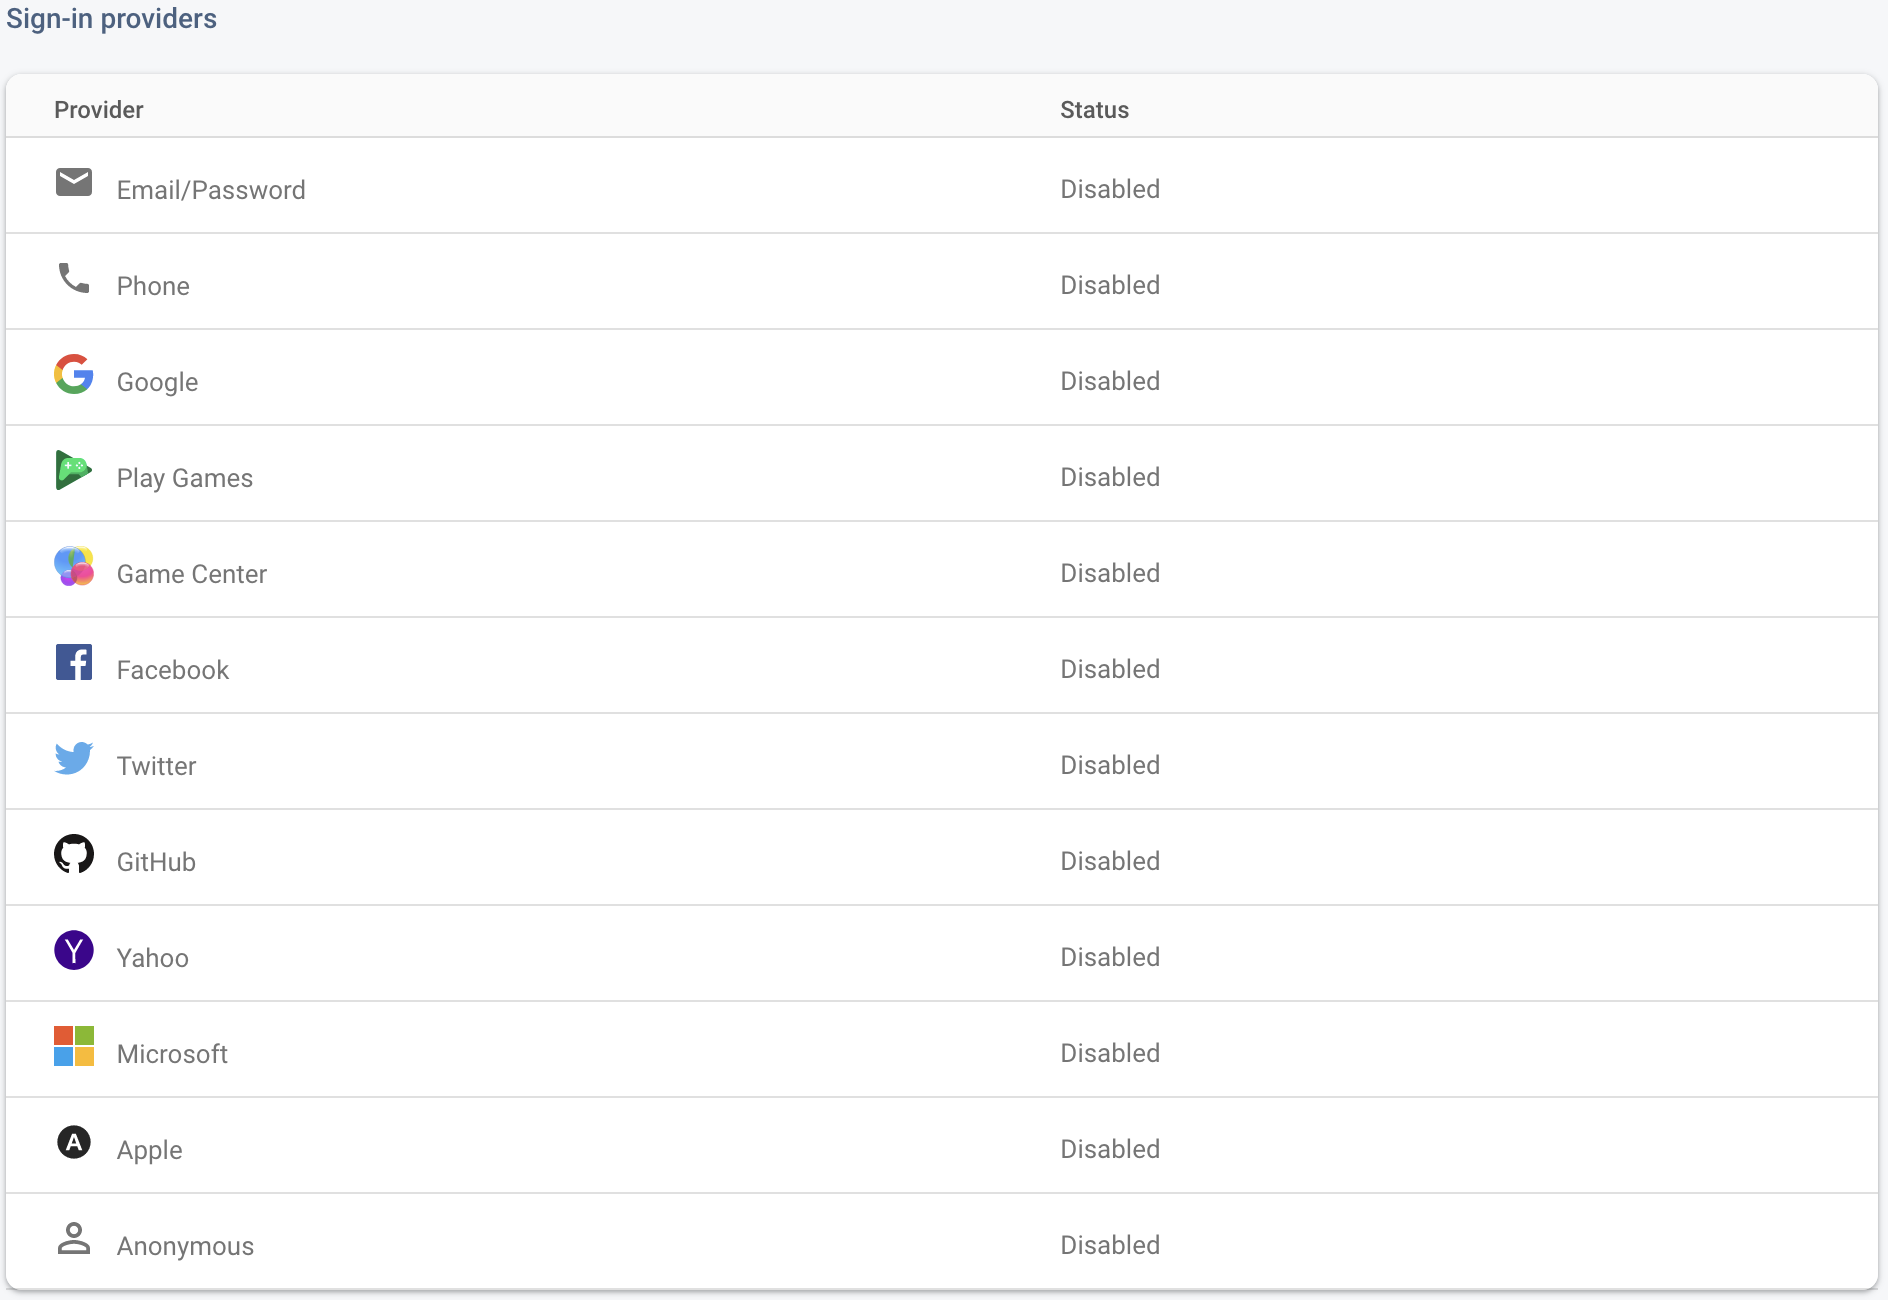 Sign-in providers
Provider Status
Email/Password Disabled
Phone Disabled
Google Disabled
Play Games Disabled
Game Center Disabled
Facebook Disabled
Twitter Disabled
GitHub Disabled
Yahoo Disabled
Microsoft Disabled
Apple Disabled
Anonymous Disabled